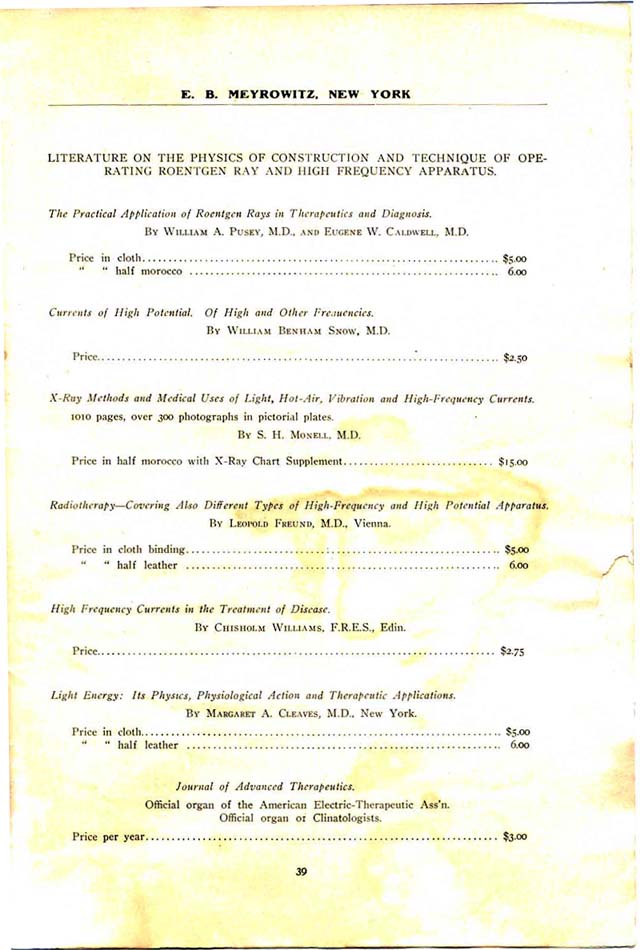 E. B. MEYROWITZ, NEW YORK
LITERATURE ON THE PHYSICS OF CONSTRUCTION AND TECHNIQUE OF OPE-
RATING ROENTGEN RAY AND HIGH FREQUENCY APPARATUS.
The Practical Application of Roentgen Rays in Therapeutics and Diagnosis.
By William A. Pusey, M.D., and Eugene W. Caldwell, M.D.
Price in cloth........................................ $5.00
" " half morocco ........................................ 6.00
Currents of High Potential. Of High and Other Frequencies.
By William Benham Snow, M.D.
Price........................................ $2.50
X-Ray Methods and Medical Uses of Light, Hot-Air, Vibration and High-Frequency Currents.
1010 pages, over 300 photographs in pictorial plates.
By S. H. Monell, M.D.
Price in half morocco with X-Ray Chart Supplement............................ $15.00
Radiotherapy—Covering Also Different Types of High-Frequency and High Potential Apparatus.
By Leopold Freund, M.D., Vienna.
Price in cloth binding........................................ $5.00
" " half leather ........................................ 6.00
High Frequency Currents in the Treatment of Disease.
By Chisholm Williams, F.R.E.S., Edin.
Price........................................ $2.75
Light Energy: Its Physics, Physiological Action and Therapeutic Applications.
By Margaret A. Cleaves, M.D., New York.
Price in cloth........................................ $5.00
" " half leather ........................................ 6.00
Journal of Advanced Therapeutics.
Official organ of the American Electric-Therapeutic Ass'n.
Official organ of Clinatologists.
Price per year........................................ $3.00
39